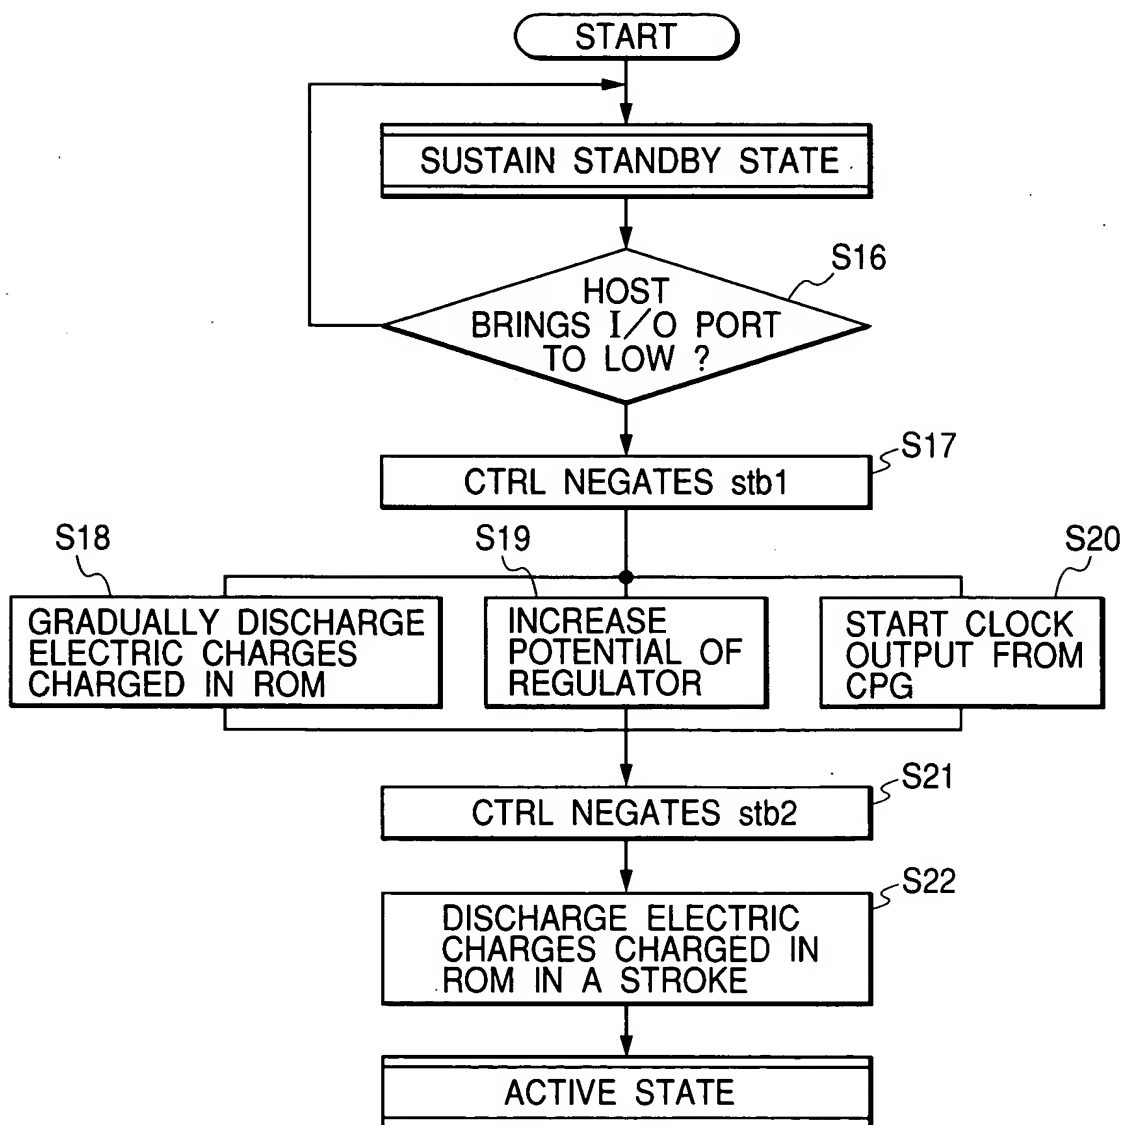 START
SUSTAIN STANDBY STATE
S16
HOST
BRINGS I/O PORT
TO LOW ?
S17
CTRL NEGATES stb1
S18
S19
S20
GRADUALLY DISCHARGE
ELECTRIC CHARGES
CHARGED IN ROM
INCREASE
POTENTIAL OF
REGULATOR
START CLOCK
OUTPUT FROM
CPG
S21
CTRL NEGATES stb2
S22
DISCHARGE ELECTRIC
CHARGES CHARGED IN
ROM IN A STROKE
ACTIVE STATE